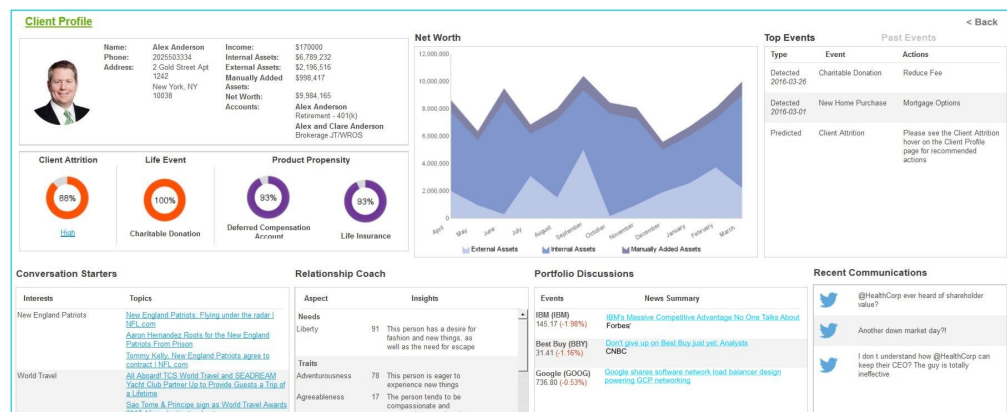 Client Profile
< Back
Name: Alex Anderson
Phone: 2025503334
Address: 2 Gold Street Apt
1242
New York, NY
10038
Income: $170000
Internal Assets: $6,789,232
External Assets: $2,196,516
Manually Added $998,417
Assets:
Net Worth: $9,984,165
Accounts: Alex Anderson
Retirement - 401(k)
Alex and Clare Anderson
Brokerage JT/WROS
Client Attrition
88%
High
Life Event
100%
Charitable Donation
Product Propensity
93%
Deferred Compensation
Account
93%
Life Insurance
Net Worth
12,000,000
10,000,000
8,000,000
6,000,000
4,000,000
2,000,000
0
April May June July August September October November December January February March
External Assets Internal Assets Manually Added Assets
Top Events Past Events
Type Event Actions
Detected Charitable Donation Reduce Fee
2016-03-26
Detected New Home Purchase Mortgage Options
2016-03-01
Predicted Client Attrition Please see the Client Attrition
hover on the Client Profile
page for recommended
actions
Conversation Starters
Interests Topics
New England Patriots New England Patriots: Flying under the radar |
NFL.com
Aaron Hernandez Roots for the New England
Patriots From Prison
Tommy Kelly, New England Patriots agree to
contract | NFL.com
World Travel All Aboard! TCS World Travel and SEADREAM
Yacht Club Partner Up to Provide Guests a Trip of
a Lifetime
Sao Tome & Principe sign as World Travel Awards
Relationship Coach
Aspect Insights
Needs
Liberty 91 This person has a desire for
fashion and new things, as
well as the need for escape
Traits
Adventurousness 78 This person is eager to
experience new things
Agreeableness 17 The person tends to be
compassionate and
Portfolio Discussions
Events News Summary
IBM (IBM) IBM's Massive Competitive Advantage No One Talks About
145.17 (-1.98%) Forbes
Best Buy (BBY) Don't give up on Best Buy just yet: Analysts
31.41 (-1.16%) CNBC
Google (GOOG) Google shares software network load balancer design
736.80 (-0.53%) powering GCP networking
Recent Communications
@HealthCorp ever heard of shareholder
value?
Another down market day?!
I don t understand how @HealthCorp can
keep their CEO? The guy is totally
ineffective